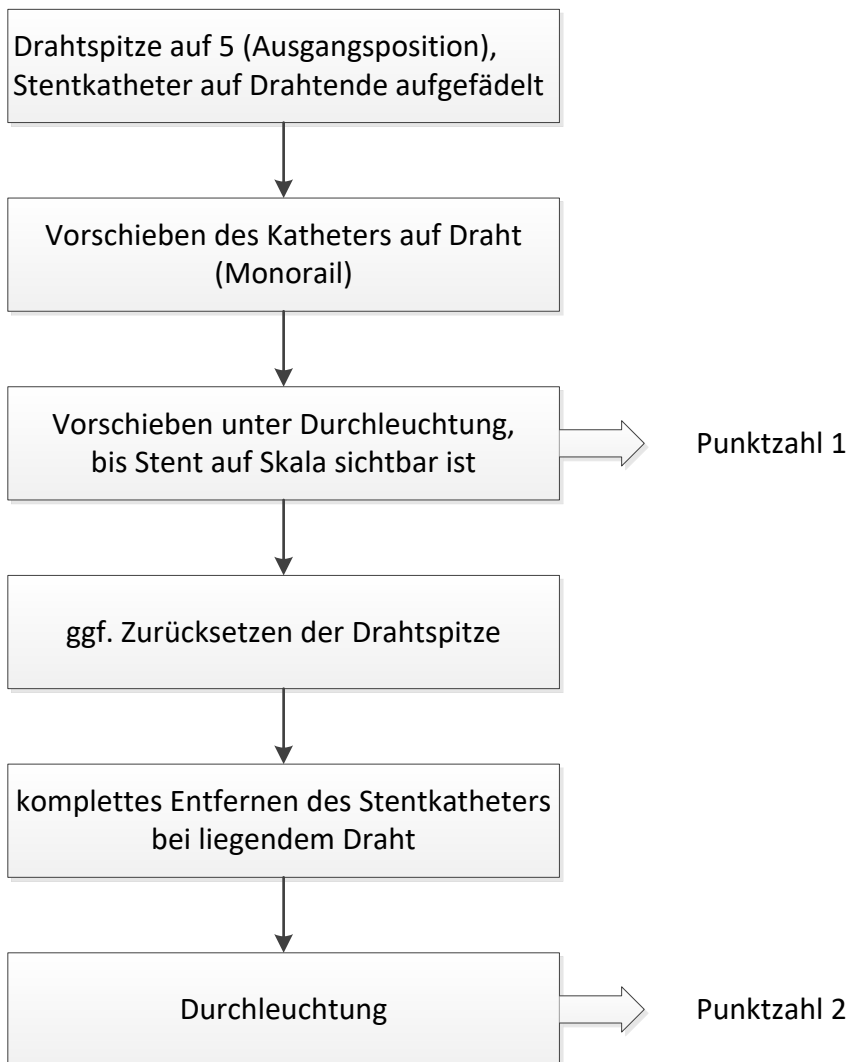 Drahtspitze auf 5 (Ausgangsposition),
Stentkatheter auf Drahtende aufgefädelt
Vorschieben des Katheters auf Draht
(Monorail)
Vorschieben unter Durchleuchtung,
bis Stent auf Skala sichtbar ist
Punktzahl 1
ggf. Zurücksetzen der Drahtspitze
komplettes Entfernen des Stentkatheters
bei liegendem Draht
Durchleuchtung
Punktzahl 2